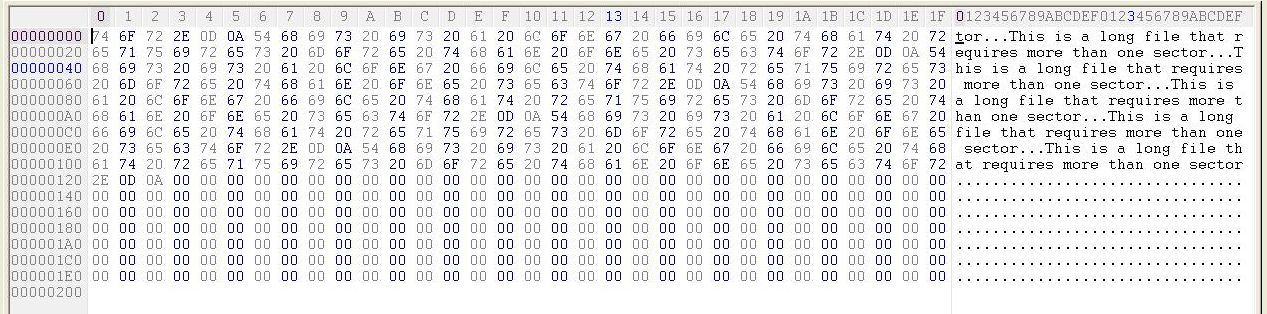 0 1 2 3 4 5 6 7 8 9 A B C D E F 10 11 12 13 14 15 16 17 18 19 1A 1B 1C 1D 1E 1F 0123456789ABCDEF0123456789ABCDEF
00000000 74 6F 72 2E 0D 0A 54 68 69 73 20 69 73 20 61 20 6C 6F 6E 67 20 66 69 6C 65 20 74 68 61 74 20 72 tor...This is a long file that r
00000020 65 71 75 69 72 65 73 20 6D 6F 72 65 20 74 68 61 6E 20 6F 6E 65 20 73 65 63 74 6F 72 2E 0D 0A 54 equires more than one sector...T
00000040 68 69 73 20 69 73 20 61 20 6C 6F 6E 67 20 66 69 6C 65 20 74 68 61 74 20 72 65 71 75 69 72 65 73 his is a long file that requires
00000060 20 6D 6F 72 65 20 74 68 61 6E 20 6F 6E 65 20 73 65 63 74 6F 72 2E 0D 0A 54 68 69 73 20 69 73 20 more than one sector...This is
00000080 61 20 6C 6F 6E 67 20 66 69 6C 65 20 74 68 61 74 20 72 65 71 75 69 72 65 73 20 6D 6F 72 65 20 74 a long file that requires more t
000000A0 68 61 6E 20 6F 6E 65 20 73 65 63 74 6F 72 2E 0D 0A 54 68 69 73 20 69 73 20 61 20 6C 6F 6E 67 20 han one sector...This is a long
000000C0 66 69 6C 65 20 74 68 61 74 20 72 65 71 75 69 72 65 73 20 6D 6F 72 65 20 74 68 61 6E 20 6F 6E 65 file that requires more than one
000000E0 20 73 65 63 74 6F 72 2E 0D 0A 54 68 69 73 20 69 73 20 61 20 6C 6F 6E 67 20 66 69 6C 65 20 74 68 sector...This is a long file th
00000100 61 74 20 72 65 71 75 69 72 65 73 20 6D 6F 72 65 20 74 68 61 6E 20 6F 6E 65 20 73 65 63 74 6F 72 at requires more than one sector
00000120 2E 0D 0A 00 00 00 00 00 00 00 00 00 00 00 00 00 00 00 00 00 00 00 00 00 00 00 00 00 00 00 00 00 ................................
00000140 00 00 00 00 00 00 00 00 00 00 00 00 00 00 00 00 00 00 00 00 00 00 00 00 00 00 00 00 00 00 00 00 ................................
00000160 00 00 00 00 00 00 00 00 00 00 00 00 00 00 00 00 00 00 00 00 00 00 00 00 00 00 00 00 00 00 00 00 ................................
00000180 00 00 00 00 00 00 00 00 00 00 00 00 00 00 00 00 00 00 00 00 00 00 00 00 00 00 00 00 00 00 00 00 ................................
000001A0 00 00 00 00 00 00 00 00 00 00 00 00 00 00 00 00 00 00 00 00 00 00 00 00 00 00 00 00 00 00 00 00 ................................
000001C0 00 00 00 00 00 00 00 00 00 00 00 00 00 00 00 00 00 00 00 00 00 00 00 00 00 00 00 00 00 00 00 00 ................................
000001E0 00 00 00 00 00 00 00 00 00 00 00 00 00 00 00 00 00 00 00 00 00 00 00 00 00 00 00 00 00 00 00 00 ................................
00000200